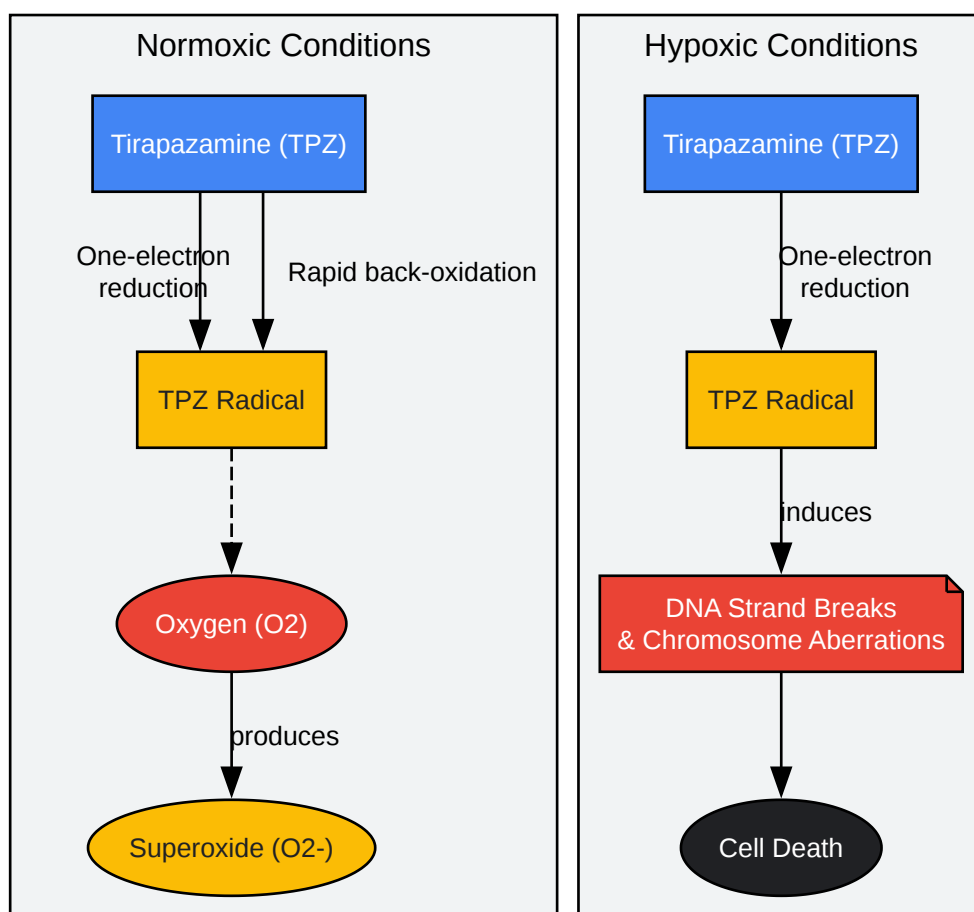 Normoxic Conditions
Tirapazamine (TPZ)
One-electron
reduction
Rapid back-oxidation
TPZ Radical
Oxygen (O2)
produces
Superoxide (O2-)
Hypoxic Conditions
Tirapazamine (TPZ)
One-electron
reduction
TPZ Radical
induces
DNA Strand Breaks
& Chromosome Aberrations
Cell Death